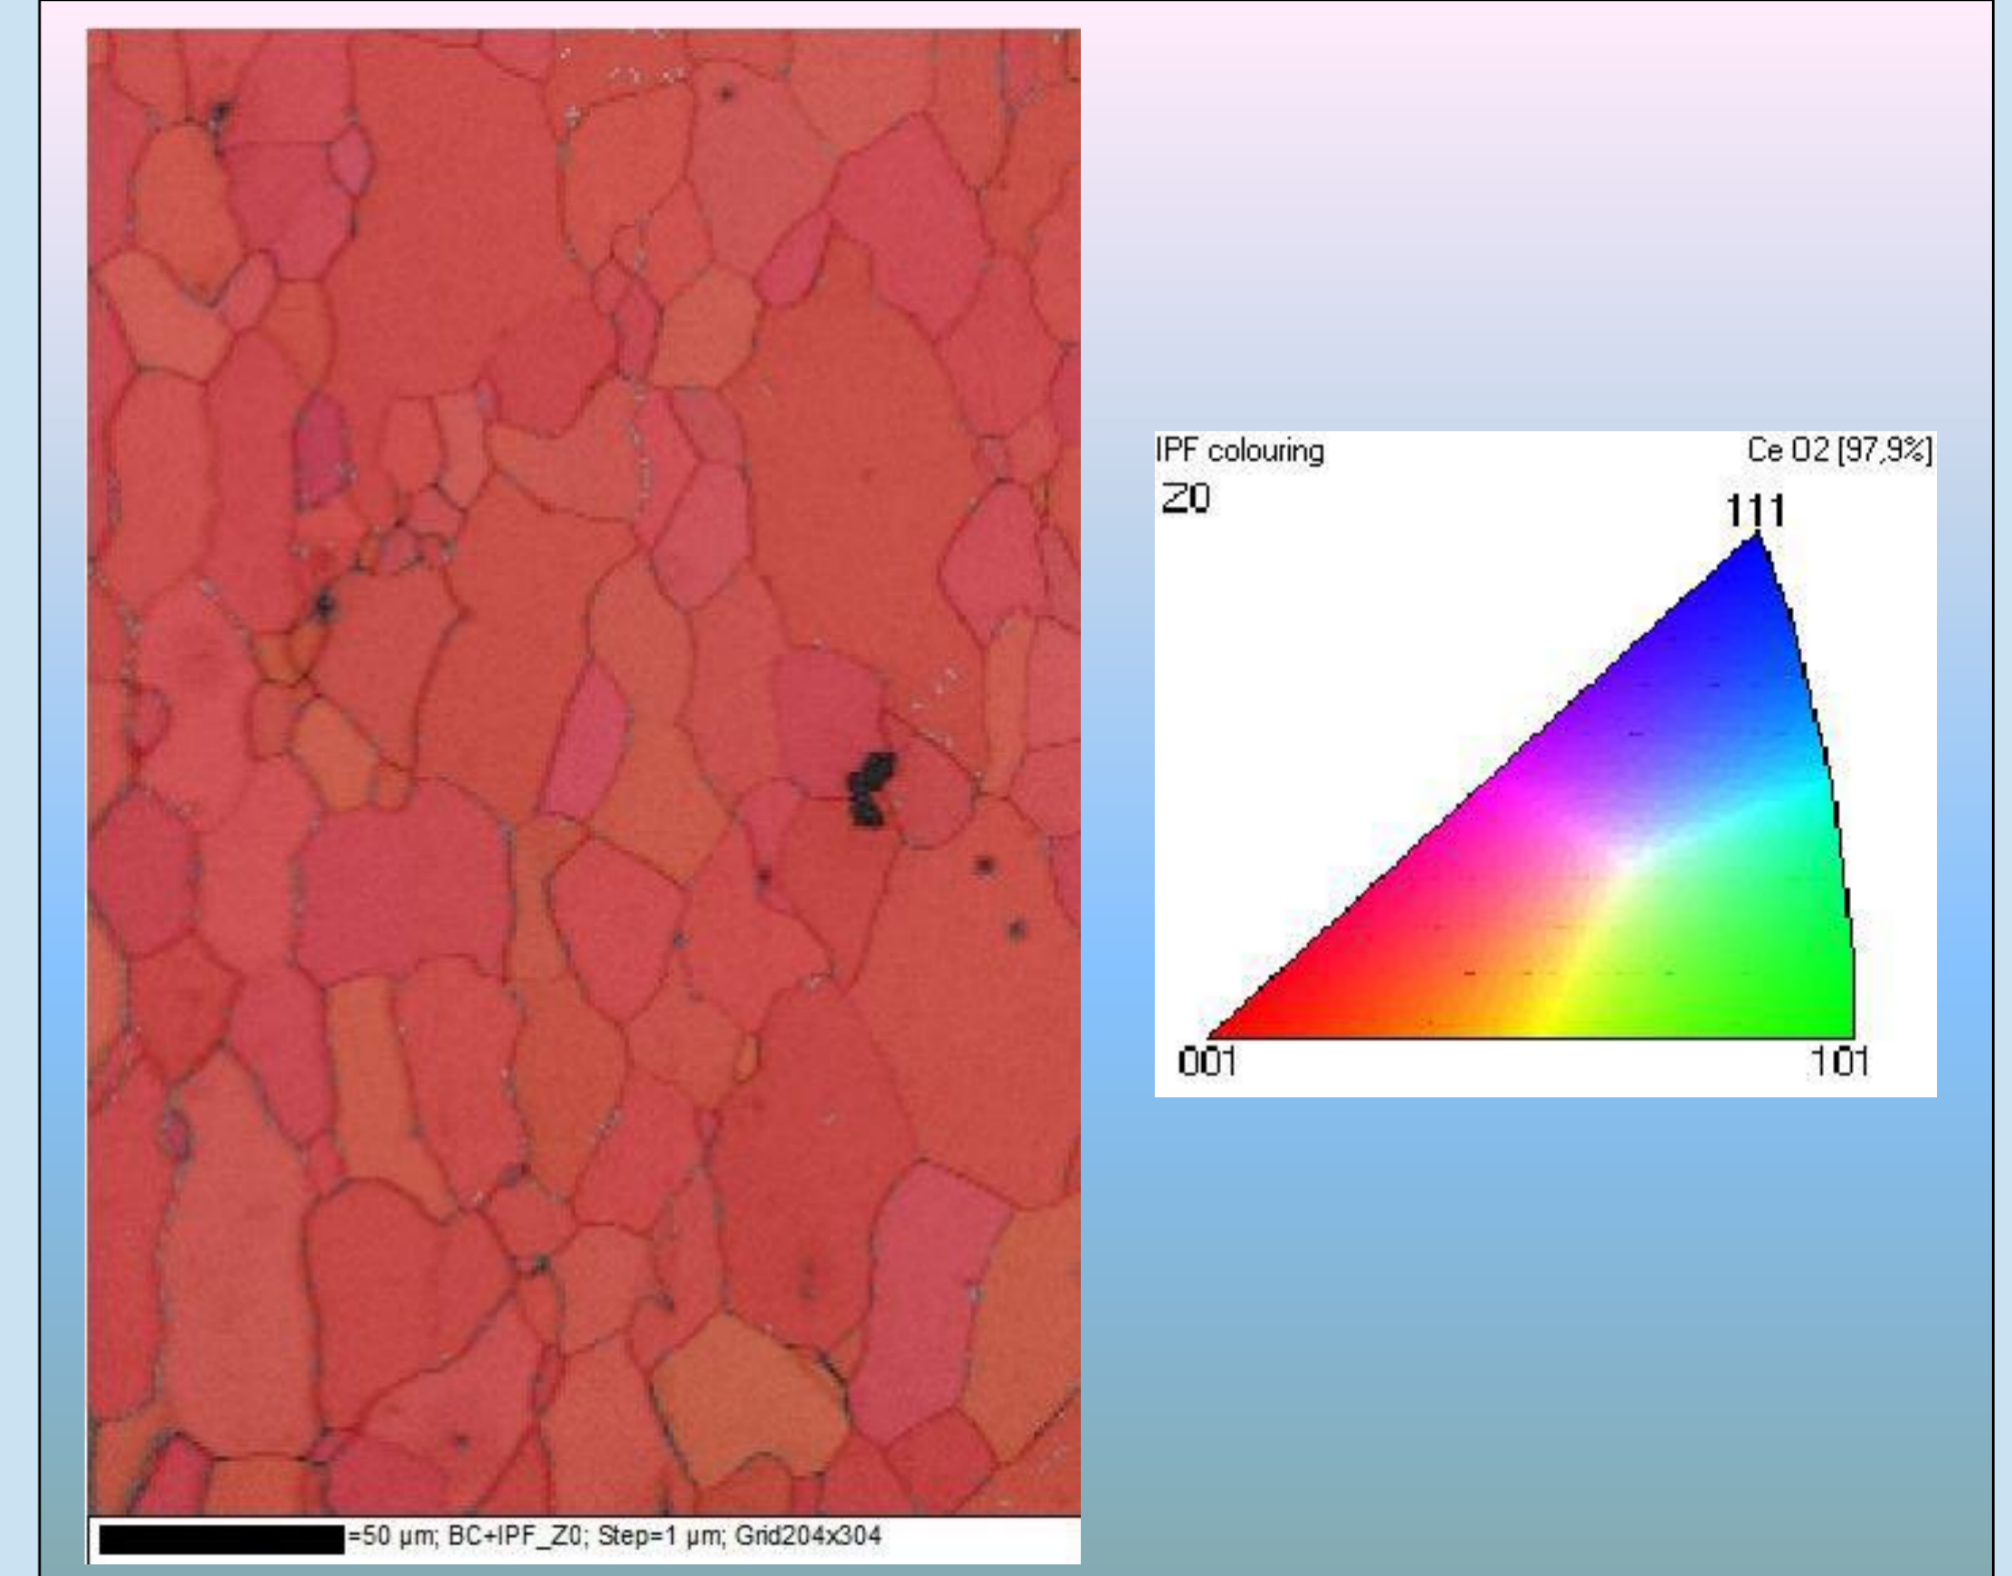 IPF colouring Ce O2 [97,9%]
Z0
111
001 101
=50 µm; BC+IPF_Z0; Step=1 µm; Grid204x304